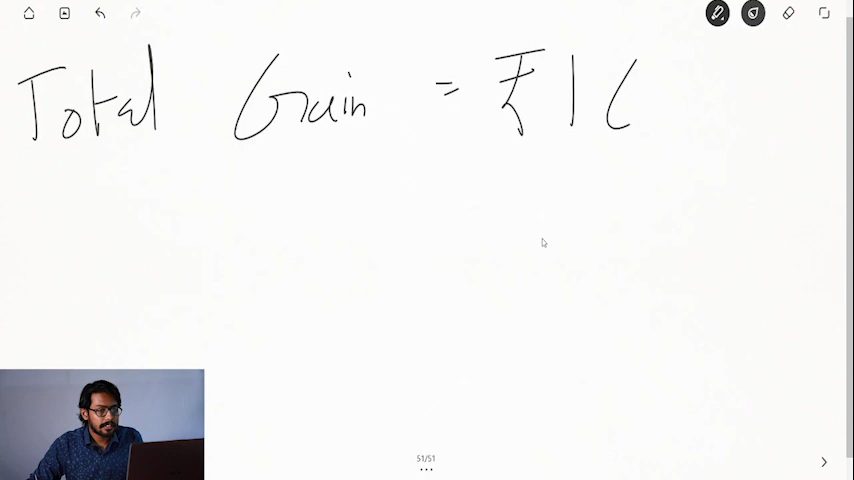 Total Gain = ₹ 1
51/51